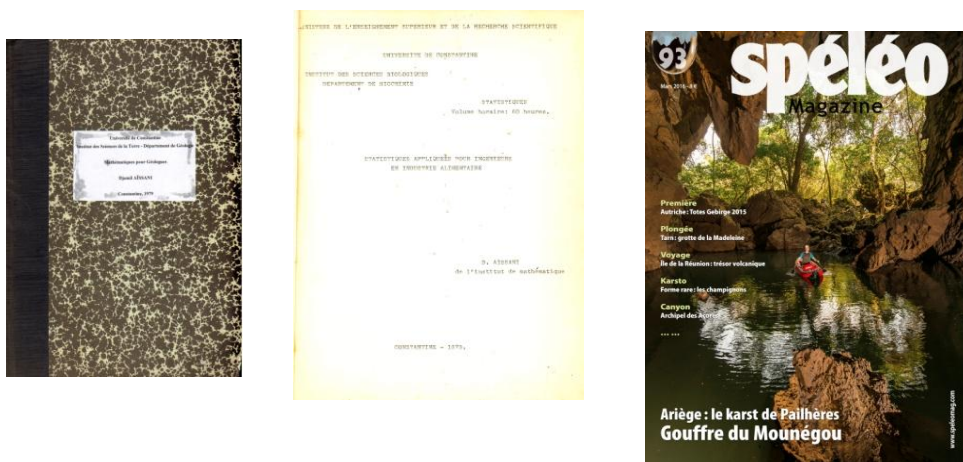 Université de Constantine
Institut des Sciences de la Terre - Département de Géologie
Mathématiques pour Géologues
Djamil AÏSSANI
Constantine, 1979
MINISTERE DE L'ENSEIGNEMENT SUPERIEUR ET DE LA RECHERCHE SCIENTIFIQUE
UNIVERSITE DE CONSTANTINE
INSTITUT DES SCIENCES BIOLOGIQUES
DEPARTEMENT DE BIOCHIMIE
STATISTIQUES
Volume horaire: 60 heures.
STATISTIQUES APPLIQUÉES POUR INGENIEURS
EN INDUSTRIE ALIMENTAIRE
D. AISSANI
de l'institut de mathématique
CONSTANTINE - 1979.
93
spéléo
Magazine
Mars 2016 -
Première
Autriche : Totes Gebirge 2015
Plongée
Tarn : grotte de la Madeleine
Voyage
Île de la Réunion : trésor volcanique
Karsto
Forme rare : les champignons
Canyon
Archipel des Açores
... ...
Ariège : le karst de Pailhères
Gouffre du Mounégou
www.speleomag.com